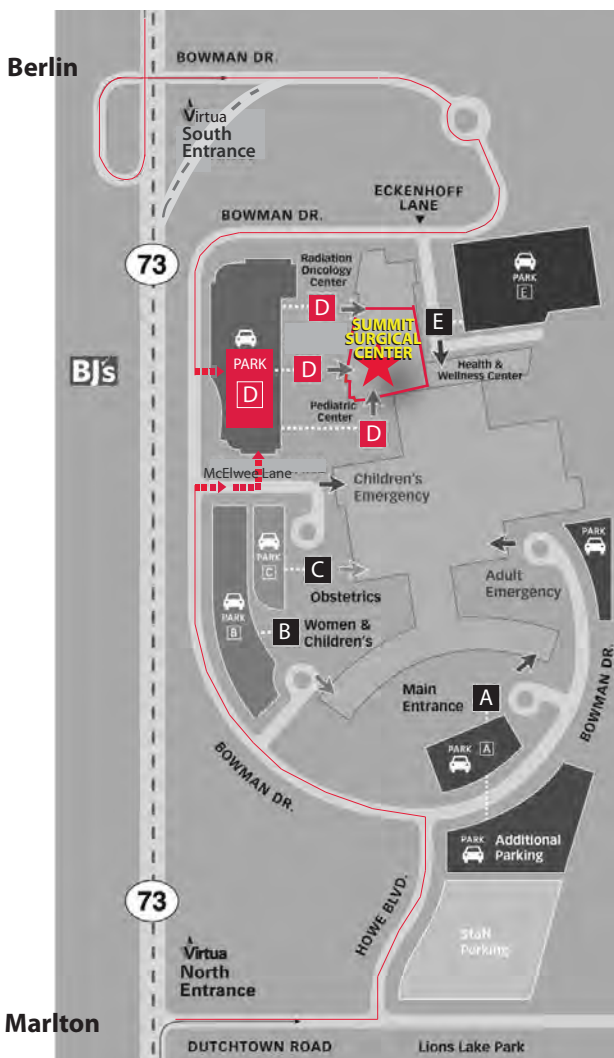 BOWMAN DR.
Berlin
Virtua
South
Entrance
ECKENHOFF
LANE
BOWMAN DR.
73
Radiation
Oncology
Center
PARK
E
D
E
SUMMIT
SURGICAL
CENTER
BJ's
PARK
D
D
Health &
Wellness Center
Pediatric
Center
D
McElwee Lane
Children's
Emergency
PARK
PARK
C
C
Adult
Emergency
Obstetrics
PARK
B
B
Women &
Children's
BOWMAN DR.
Main
Entrance
A
BOWMAN DR.
PARK
A
PARK
Additional
Parking
73
HOWE BLVD.
Staff
Parking
Virtua
North
Entrance
Marlton
DUTCHTOWN ROAD
Lions Lake Park